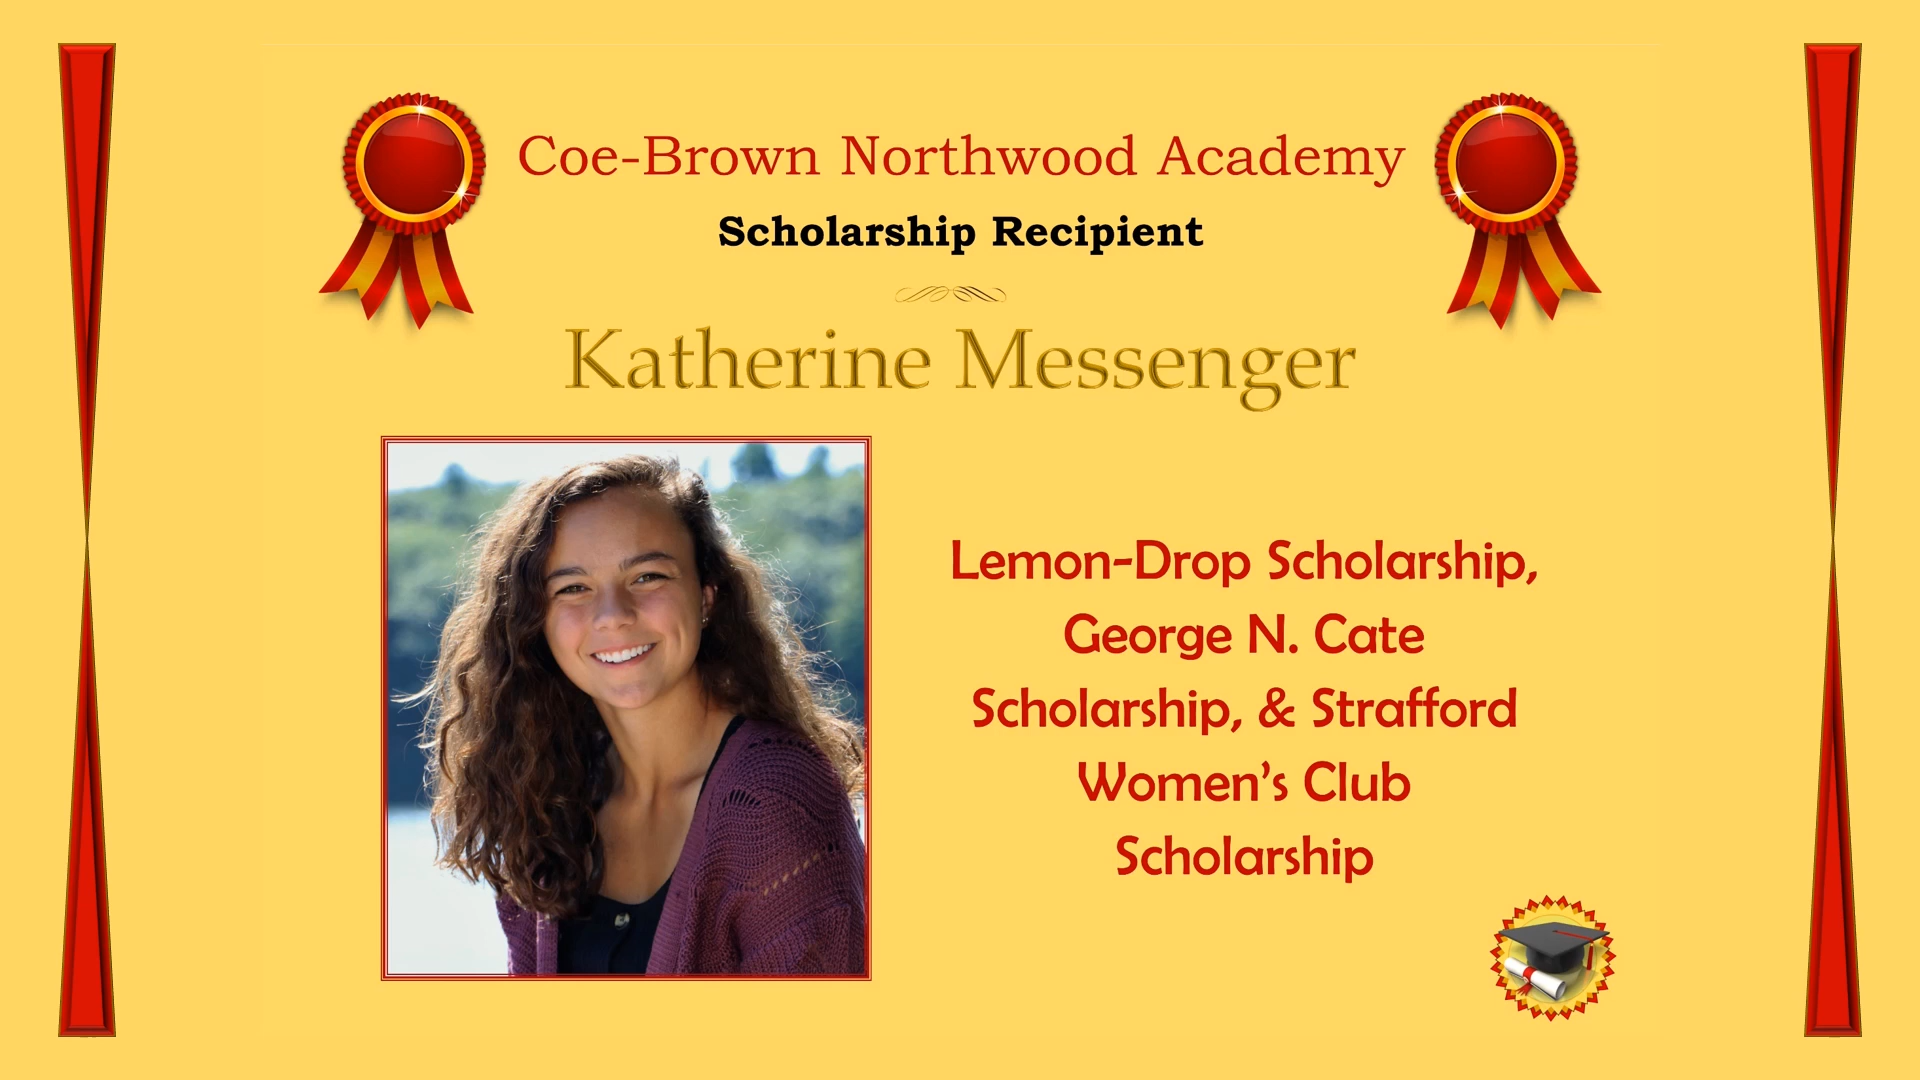 Coe-Brown Northwood Academy
Scholarship Recipient
Katherine Messenger
Lemon-Drop Scholarship,
George N. Cate
Scholarship, & Strafford
Women’s Club
Scholarship